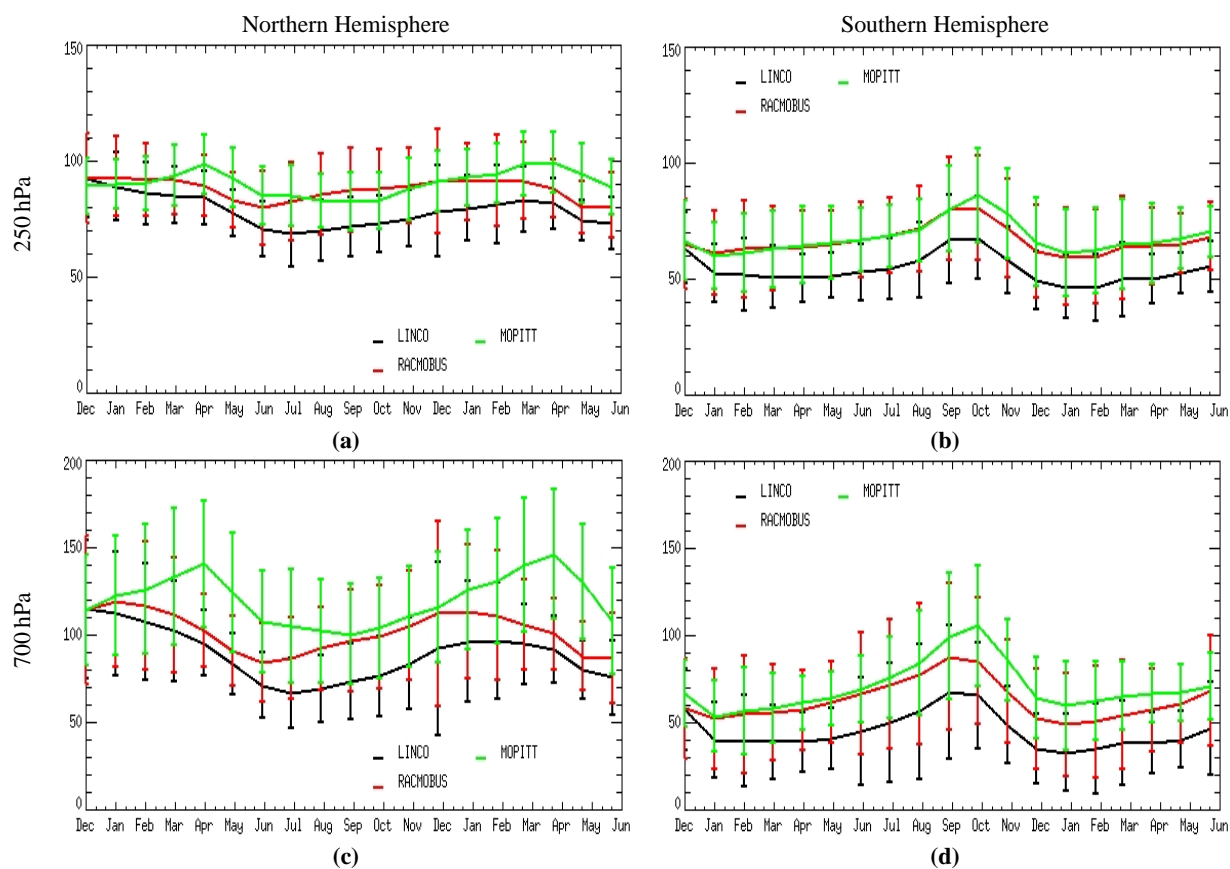 Northern Hemisphere
Southern Hemisphere
250 hPa
150
100
50
0
LINCO
MOPITT
RACMOBUS
Dec Jan Feb Mar Apr May Jun Jul Aug Sep Oct Nov Dec Jan Feb Mar Apr May Jun
(a)
150
100
50
0
LINCO
MOPITT
RACMOBUS
Dec Jan Feb Mar Apr May Jun Jul Aug Sep Oct Nov Dec Jan Feb Mar Apr May Jun
(b)
700 hPa
200
150
100
50
0
LINCO
MOPITT
RACMOBUS
Dec Jan Feb Mar Apr May Jun Jul Aug Sep Oct Nov Dec Jan Feb Mar Apr May Jun
(c)
200
150
100
50
0
LINCO
MOPITT
RACMOBUS
Dec Jan Feb Mar Apr May Jun Jul Aug Sep Oct Nov Dec Jan Feb Mar Apr May Jun
(d)